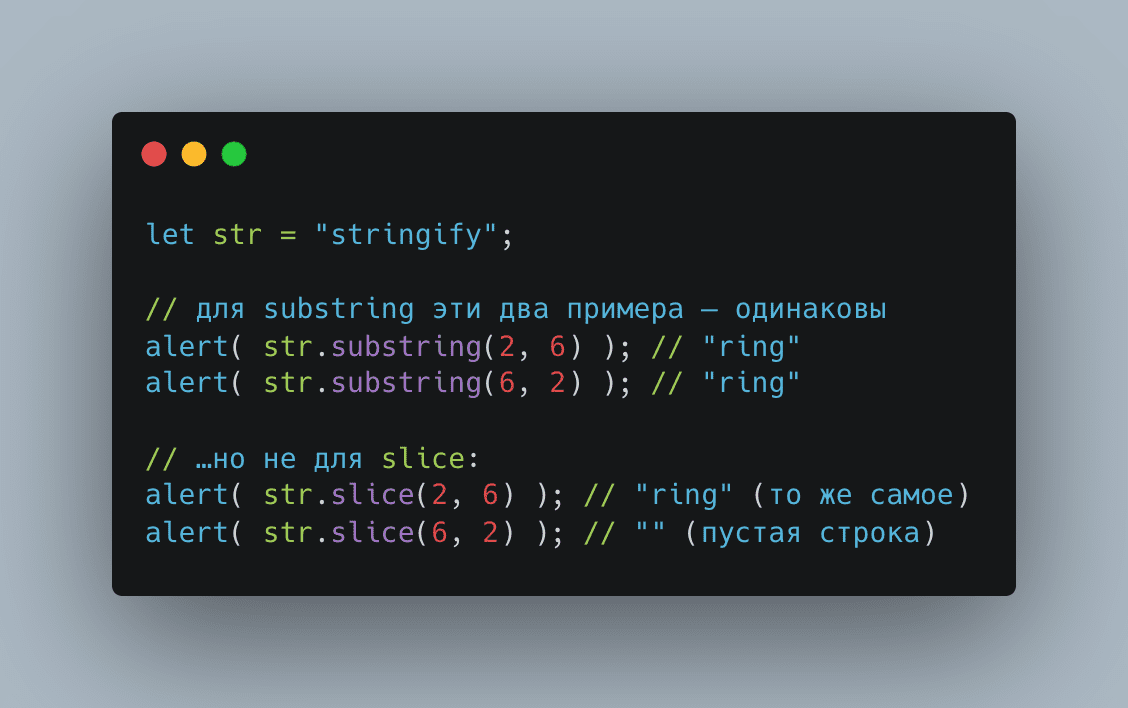 let str = "stringify";
// для substring эти два примера — одинаковы
alert( str.substring(2, 6) ); // "ring"
alert( str.substring(6, 2) ); // "ring"
// …но не для slice:
alert( str.slice(2, 6) ); // "ring" (то же самое)
alert( str.slice(6, 2) ); // "" (пустая строка)